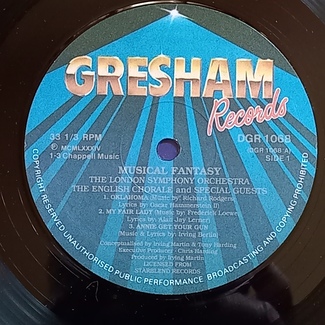 GRESHAM
Records
33 1/3 RPM
Ⓟ MCMLXXXIV
1-3 Chappell Music
DGR 1068
(DGR 1068 A)
SIDE 1
MUSICAL FANTASY
THE LONDON SYMPHONY ORCHESTRA
THE ENGLISH CHORALE and SPECIAL GUESTS
1. OKLAHOMA (Music by Richard Rodgers
Lyrics by Oscar Hammerstein II)
2. MY FAIR LADY (Music by Frederick Loewe
Lyrics by Alan Jay Lerner)
3. ANNIE GET YOUR GUN
(Music & Lyrics by Irving Berlin)
Conceptualised by Irving Martin & Tony Harding
Executive Producer : Chris Harding
Produced by Irving Martin
LICENSED FROM
STARBLEND RECORDS
COPYRIGHT RESERVED. UNAUTHORISED PUBLIC PERFORMANCE, BROADCASTING AND COPYING PROHIBITED